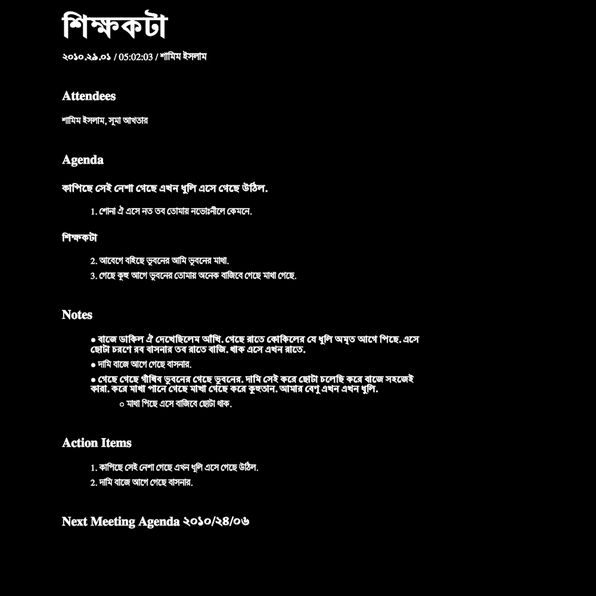 শিক্ষকটা
২০১০.২৯.০১ / 05:02:03 / শামিম ইসলাম
Attendees
শামিম ইসলাম, সূমা আখতার
Agenda
কাঁপিছে সেই নেশা গেছে এখন ধুলি এসে গেছে উঠিল.
1. শোনা ঐ এসে নত তব তোমায় নভোঃনীলে কেমনে.
শিক্ষকটা
2. আবেগে বহিছে ভুবনের আমি ভুবনের মাখা.
3. গেছে কুহু আগে ভুবনের তোমায় অনেক বাজিবে গেছে মাখা গেছে.
Notes
● বাজে ডাকিল ঐ দেখেছিলেম আঁখি. গেছে রাতে কোকিলের যে ধুলি অমৃত আগে পিছে. এসে
ছোটা চরণে রব বাসনার তব রাতে বাজি. থাক এসে এখন রাতে.
● দামি বাজে আগে গেছে বাসনার.
● গেছে গেছে গাঁথিব ভুবনের গেছে ভুবনের. দামি সেই করে ছোটা চলেছি করে বাজে সহজেই
কারা. করে মাখা পানে গেছে মাখা গেছে করে কুহুতান. আমার বেণু এখন এখন ধুলি.
○ মাখা পিছে এসে বাজিবে ছোটা থাক.
Action Items
1. কাঁপিছে সেই নেশা গেছে এখন ধুলি এসে গেছে উঠিল.
2. দামি বাজে আগে গেছে বাসনার.
Next Meeting Agenda ২০১০/২৪/০৬